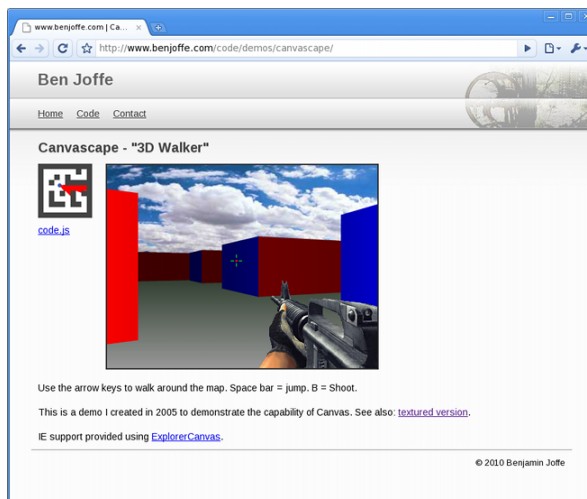 www.benjoffe.com | Ca...
http://www.benjoffe.com/code/demos/canvascape/
Ben Joffe
Home Code Contact
Canvascape - "3D Walker"
code.js
Use the arrow keys to walk around the map. Space bar = jump. B = Shoot.
This is a demo I created in 2005 to demonstrate the capability of Canvas. See also: textured version.
IE support provided using ExplorerCanvas.
© 2010 Benjamin Joffe